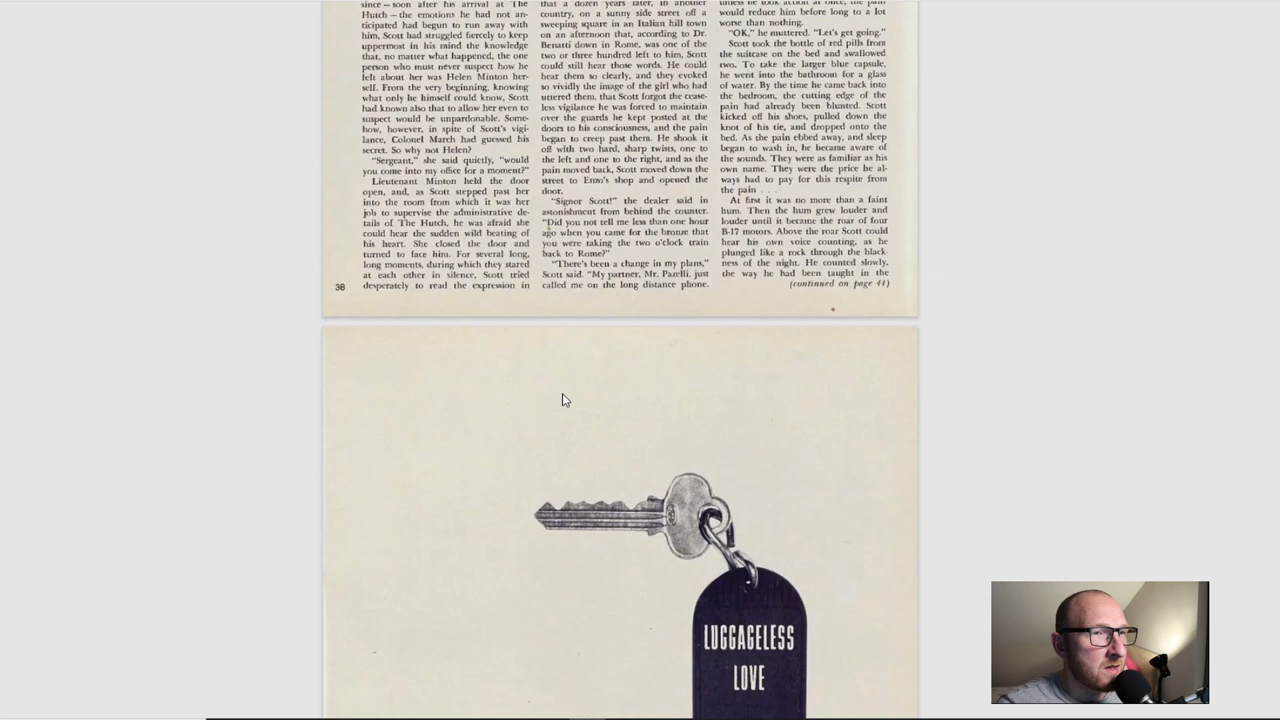 since — soon after his arrival at The
Hutch — the emotions he had not an-
ticipated had begun to run away with
him, Scott had struggled fiercely to keep
uppermost in his mind the knowledge
that, no matter what happened, the one
person who must never suspect how he
felt about her was Helen Minton her-
self. From the very beginning, knowing
what only he himself could know, Scott
had known also that to allow her even to
suspect would be unpardonable. Some-
how, however, in spite of Scott's vigi-
lance, Colonel March had guessed his
secret. So why not Helen?
"Sergeant," she said quietly, "would
you come into my office for a moment?"
Lieutenant Minton held the door
open, and, as Scott stepped past her
into the room from which it was her
job to supervise the administrative de-
tails of The Hutch, he was afraid she
could hear the sudden wild beating of
his heart. She closed the door and
turned to face him. For several long,
long moments, during which they stared
at each other in silence, Scott tried
desperately to read the expression in
38
that a dozen years later, in another
country, on a sunny side street off a
sweeping square in an Italian hill town
on an afternoon that, according to Dr.
Benatti down in Rome, was one of the
two or three hundred left to him, Scott
could still hear those words. He could
hear them so clearly, and they evoked
so vividly the image of the girl who had
uttered them, that Scott forgot the cease-
less vigilance he was forced to maintain
over the guards he kept posted at the
doors to his consciousness, and the pain
began to creep past them. He shook it
off with two hard, sharp twists, one to
the left and one to the right, and as the
pain moved back, Scott moved down the
street to Enzo's shop and opened the
door.
"Signor Scott!" the dealer said in
astonishment from behind the counter.
"Did you not tell me less than one hour
ago when you came for the bronze that
you were taking the two o'clock train
back to Rome?"
"There's been a change in my plans,"
Scott said. "My partner, Mr. Pazelli, just
called me on the long distance phone.
unless he took action at once, the pain
would reduce him before long to a lot
worse than nothing.
"OK," he muttered. "Let's get going."
Scott took the bottle of red pills from
the suitcase on the bed and swallowed
two. To take the larger blue capsule,
he went into the bathroom for a glass
of water. By the time he came back into
the bedroom, the cutting edge of the
pain had already been blunted. Scott
kicked off his shoes, pulled down the
knot of his tie, and dropped onto the
bed. As the pain ebbed away, and sleep
began to wash in, he became aware of
the sounds. They were as familiar as his
own name. They were the price he al-
ways had to pay for this respite from
the pain . . .
At first it was no more than a faint
hum. Then the hum grew louder and
louder until it became the roar of four
B-17 motors. Above the roar Scott could
hear his own voice counting, as he
plunged like a rock through the black-
ness of the night. He counted slowly,
the way he had been taught in the
(continued on page 44)
LUGGAGELESS
LOVE